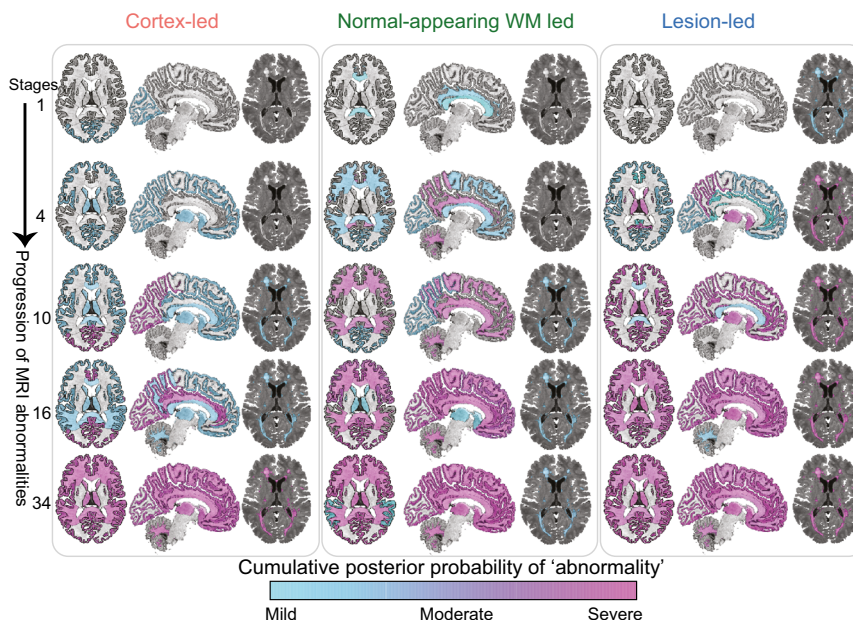 Cortex-led
Normal-appearing WM led
Lesion-led
Stages
1
4
10
16
34
Progression of MRI abnormalities
Cumulative posterior probability of ‘abnormality’
Mild
Moderate
Severe